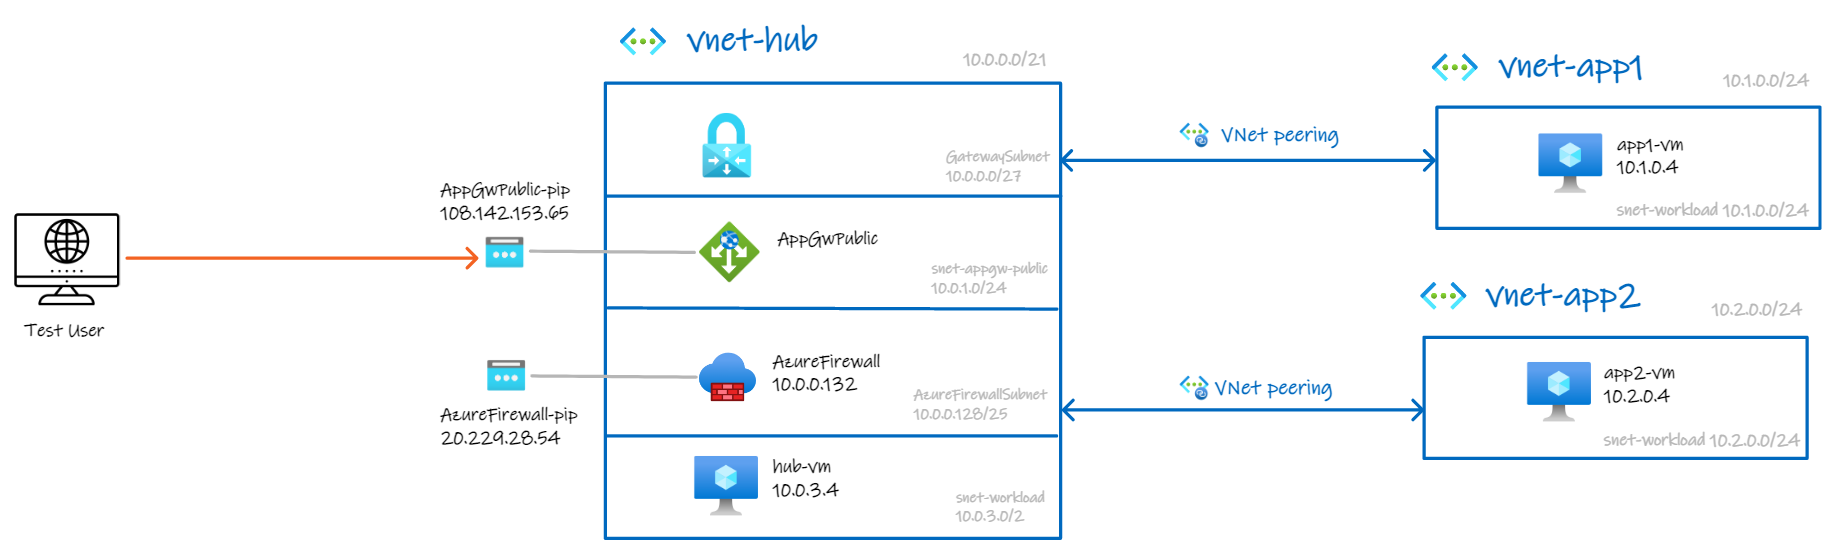 vnet-hub
10.0.0.0/21
GatewaySubnet
10.0.0.0/27
AppGwPublic-pip
108.142.153.65
AppGwPublic
snet-appgw-public
10.0.1.0/24
Test User
AzureFirewall
10.0.0.132
AzureFirewallSubnet
10.0.0.128/25
AzureFirewall-pip
20.229.28.54
hub-vm
10.0.3.4
snet-workload
10.0.3.0/2
VNet peering
vnet-app1
10.1.0.0/24
app1-vm
10.1.0.4
snet-workload 10.1.0.0/24
VNet peering
vnet-app2
10.2.0.0/24
app2-vm
10.2.0.4
snet-workload 10.2.0.0/24